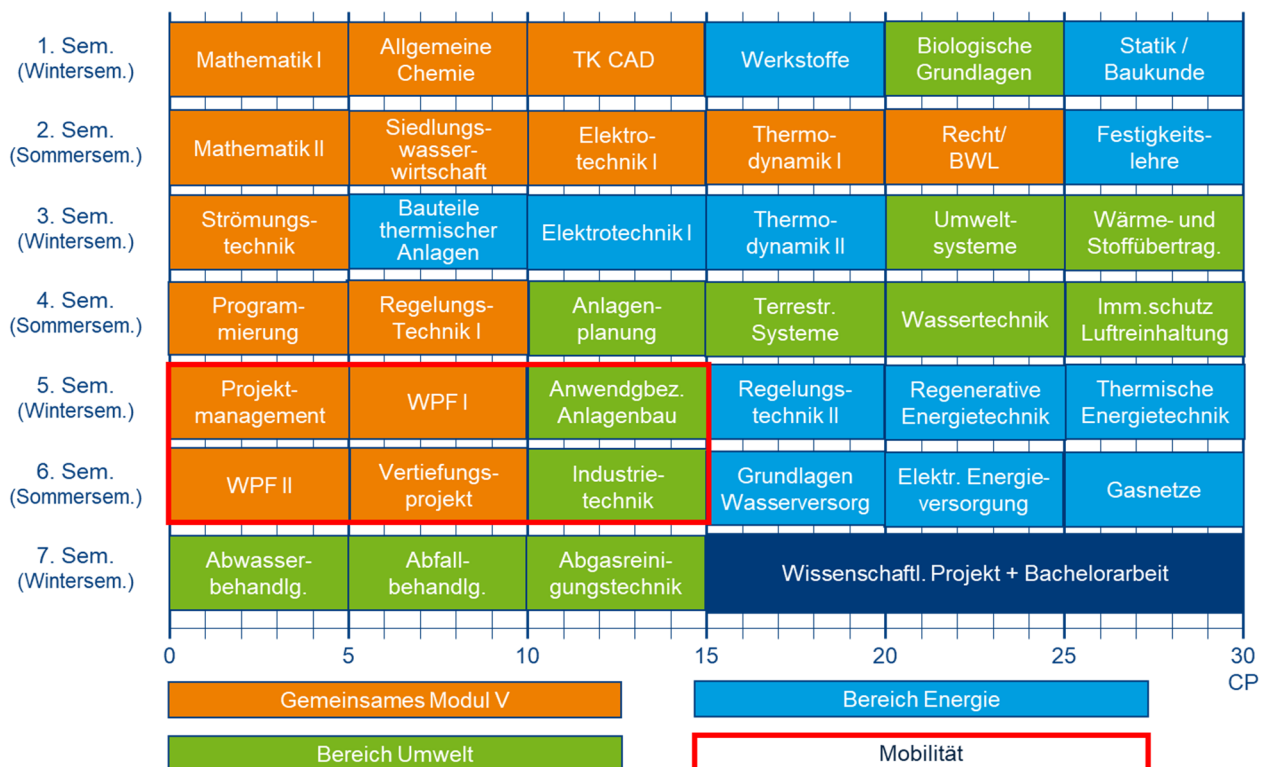 1. Sem.
(Wintersem.)
Mathematik I
Allgemeine
Chemie
TK CAD
Werkstoffe
Biologische
Grundlagen
Statik /
Baukunde
2. Sem.
(Sommersem.)
Mathematik II
Siedlungs-
wasser-
wirtschaft
Elektro-
technik I
Thermo-
dynamik I
Recht/
BWL
Festigkeits-
lehre
3. Sem.
(Wintersem.)
Strömungs-
technik
Bauteile
thermischer
Anlagen
Elektrotechnik I
Thermo-
dynamik II
Umwelt-
systeme
Wärme- und
Stoffübertrag.
4. Sem.
(Sommersem.)
Program-
mierung
Regelungs-
Technik I
Anlagen-
planung
Terrestr.
Systeme
Wassertechnik
Imm.schutz
Luftreinhaltung
5. Sem.
(Wintersem.)
Projekt-
management
WPF I
Anwendgbez.
Anlagenbau
Regelungs-
technik II
Regenerative
Energietechnik
Thermische
Energietechnik
6. Sem.
(Sommersem.)
WPF II
Vertiefungs-
projekt
Industrie-
technik
Grundlagen
Wasserversorg
Elektr. Energie-
versorgung
Gasnetze
7. Sem.
(Wintersem.)
Abwasser-
behandlg.
Abfall-
behandlg.
Abgasreini-
gungstechnik
Wissenschaftl. Projekt + Bachelorarbeit
0 5 10 15 20 25 30
CP
Gemeinsames Modul V
Bereich Energie
Bereich Umwelt
Mobilität